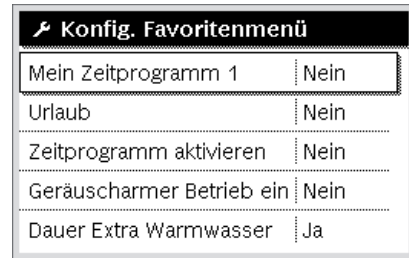 Konfig. Favoritenmenü
Mein Zeitprogramm 1 Nein
Urlaub Nein
Zeitprogramm aktivieren Nein
Geräuscharmer Betrieb ein Nein
Dauer Extra Warmwasser Ja